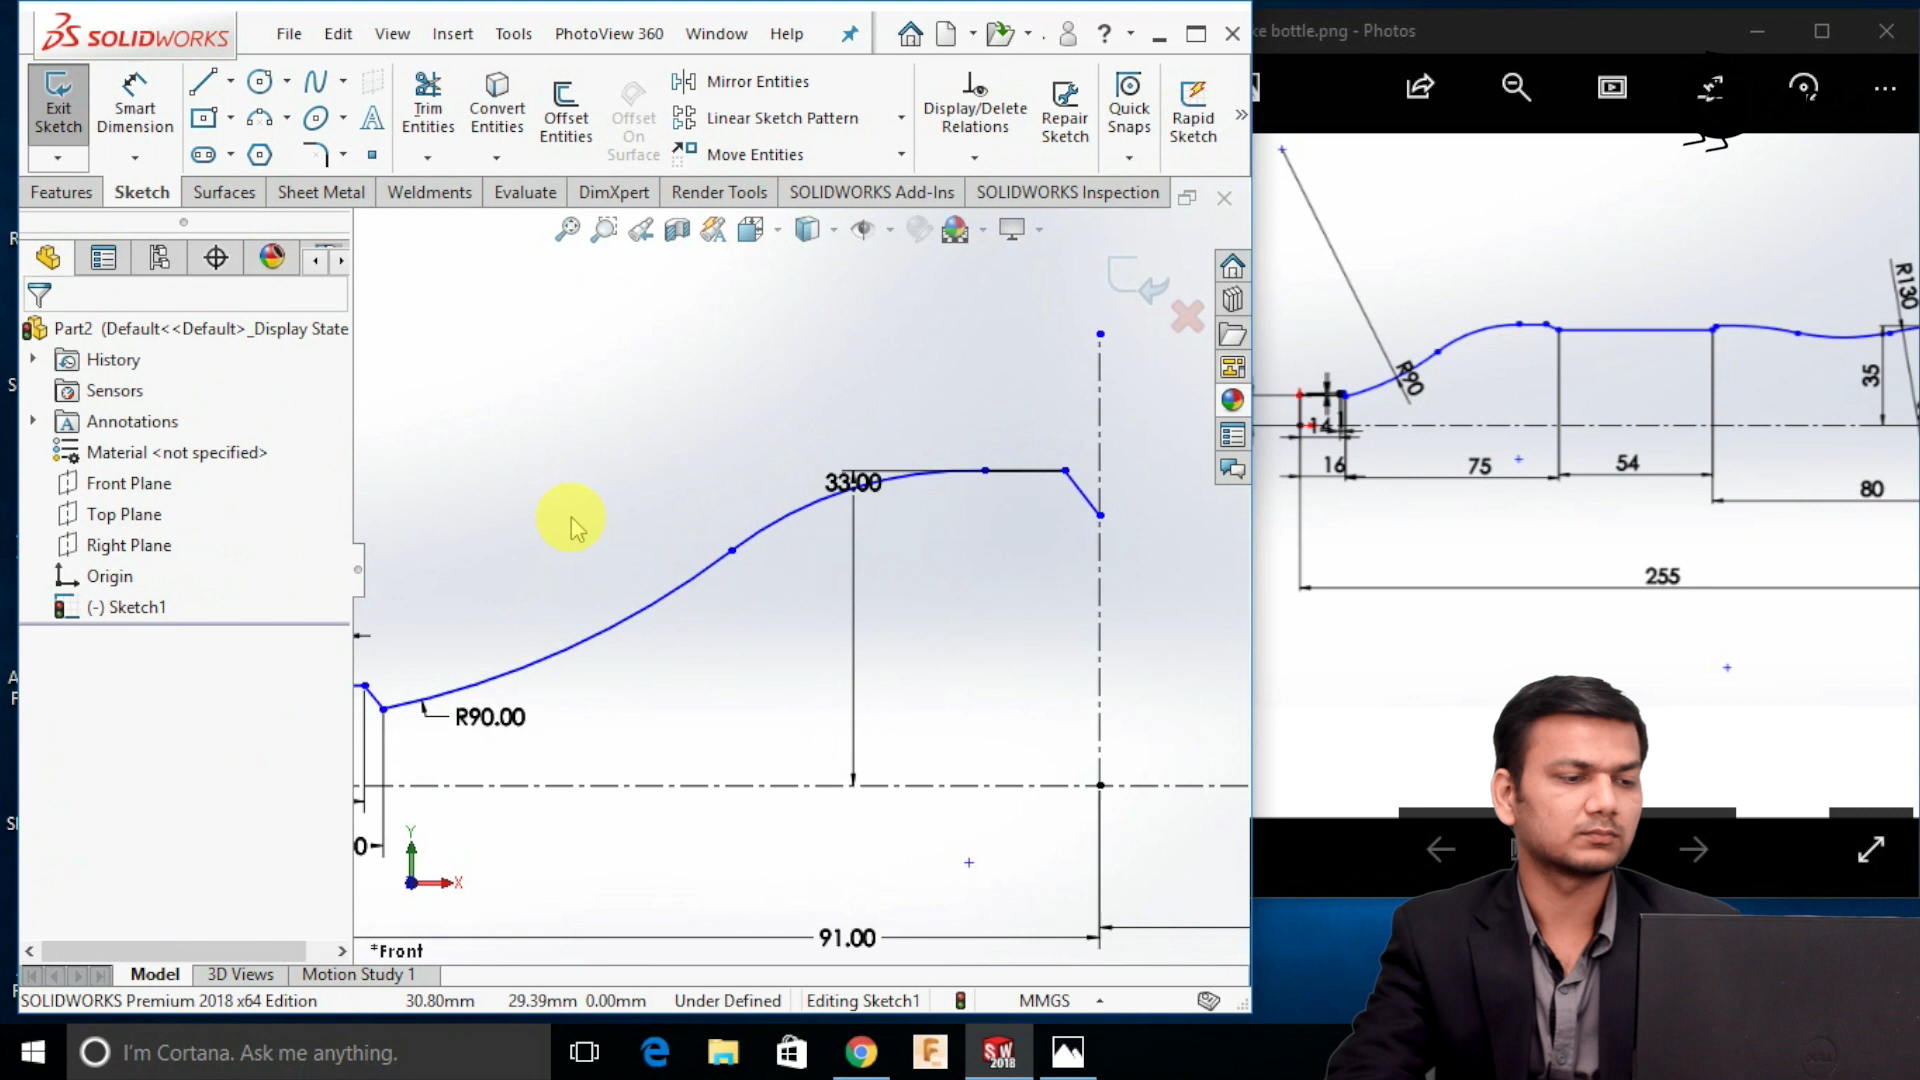 SOLIDWORKS
File Edit View Insert Tools PhotoView 360 Window Help
ke bottle.png - Photos
Exit Sketch
Smart Dimension
Trim Entities
Convert Entities
Offset Entities
Offset On Surface
Mirror Entities
Linear Sketch Pattern
Move Entities
Display/Delete Relations
Repair Sketch
Quick Snaps
Rapid Sketch
Features Sketch Surfaces Sheet Metal Weldments Evaluate DimXpert Render Tools SOLIDWORKS Add-Ins SOLIDWORKS Inspection
Part2 (Default<<Default>_Display State
History
Sensors
Annotations
Material <not specified>
Front Plane
Top Plane
Right Plane
Origin
(-) Sketch1
33.00
R90.00
0
91.00
Y
X
*Front
R130
R90
35
14
16
75
54
80
255
Model 3D Views Motion Study 1
SOLIDWORKS Premium 2018 x64 Edition 30.80mm 29.39mm 0.00mm Under Defined Editing Sketch1 MMGS
I'm Cortana. Ask me anything.
SW
2018
DELL